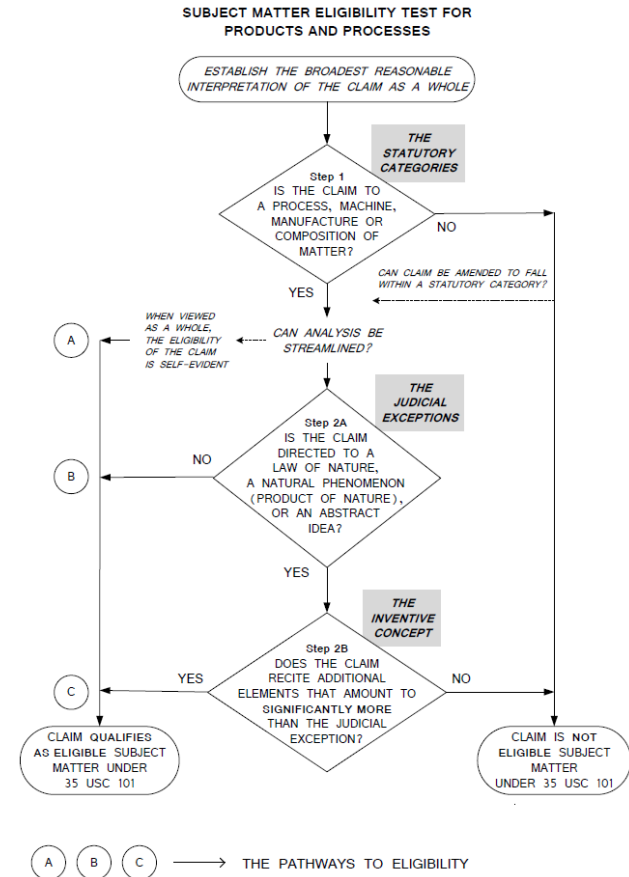 SUBJECT MATTER ELIGIBILITY TEST FOR
PRODUCTS AND PROCESSES
ESTABLISH THE BROADEST REASONABLE
INTERPRETATION OF THE CLAIM AS A WHOLE
THE
STATUTORY
CATEGORIES
Step 1
IS THE CLAIM TO
A PROCESS, MACHINE,
MANUFACTURE OR
COMPOSITION OF
MATTER?
NO
YES
CAN CLAIM BE AMENDED TO FALL
WITHIN A STATUTORY CATEGORY?
WHEN VIEWED
AS A WHOLE,
THE ELIGIBILITY
OF THE CLAIM
IS SELF-EVIDENT
A
CAN ANALYSIS BE
STREAMLINED?
THE
JUDICIAL
EXCEPTIONS
Step 2A
IS THE CLAIM
DIRECTED TO A
LAW OF NATURE,
A NATURAL PHENOMENON
(PRODUCT OF NATURE),
OR AN ABSTRACT
IDEA?
NO
B
YES
THE
INVENTIVE
CONCEPT
Step 2B
DOES THE CLAIM
RECITE ADDITIONAL
ELEMENTS THAT AMOUNT TO
SIGNIFICANTLY MORE
THAN THE JUDICIAL
EXCEPTION?
YES
NO
C
CLAIM QUALIFIES
AS ELIGIBLE SUBJECT
MATTER UNDER
35 USC 101
CLAIM IS NOT
ELIGIBLE SUBJECT
MATTER
UNDER 35 USC 101
A B C THE PATHWAYS TO ELIGIBILITY